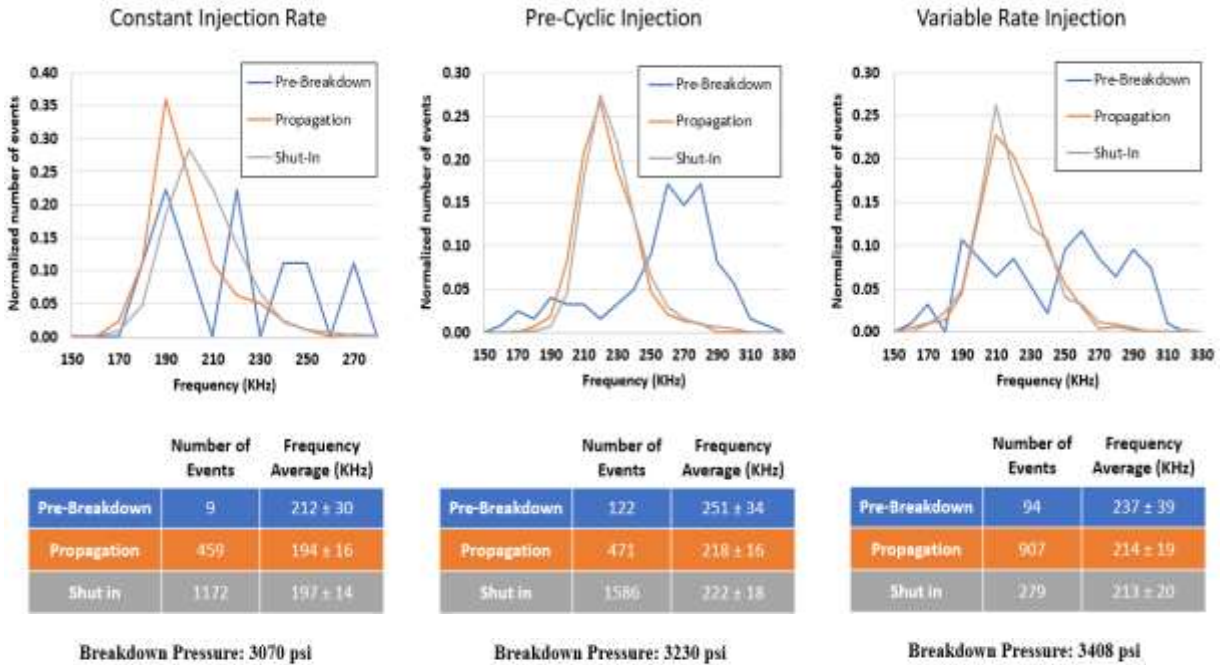 Constant Injection Rate
Normalized number of events
0.40
0.35
0.30
0.25
0.20
0.15
0.10
0.05
0.00
150 170 190 210 230 250 270
Frequency (KHz)
Pre-Breakdown
Propagation
Shut-In
Pre-Cyclic Injection
Normalized number of events
0.30
0.25
0.20
0.15
0.10
0.05
0.00
150 170 190 210 230 250 270 290 310 330
Frequency (KHz)
Pre-Breakdown
Propagation
Shut-In
Variable Rate Injection
Normalized number of events
0.30
0.25
0.20
0.15
0.10
0.05
0.00
150 170 190 210 230 250 270 290 310 330
Frequency (KHz)
Pre-Breakdown
Propagation
Shut-In
Number of Frequency
Events Average (KHz)
Pre-Breakdown 9 212 ± 30
Propagation 459 194 ± 16
Shut in 1172 197 ± 14
Breakdown Pressure: 3070 psi
Number of Frequency
Events Average (KHz)
Pre-Breakdown 122 251 ± 34
Propagation 471 218 ± 16
Shut in 1586 222 ± 18
Breakdown Pressure: 3230 psi
Number of Frequency
Events Average (KHz)
Pre-Breakdown 94 237 ± 39
Propagation 907 214 ± 19
Shut in 279 213 ± 20
Breakdown Pressure: 3408 psi